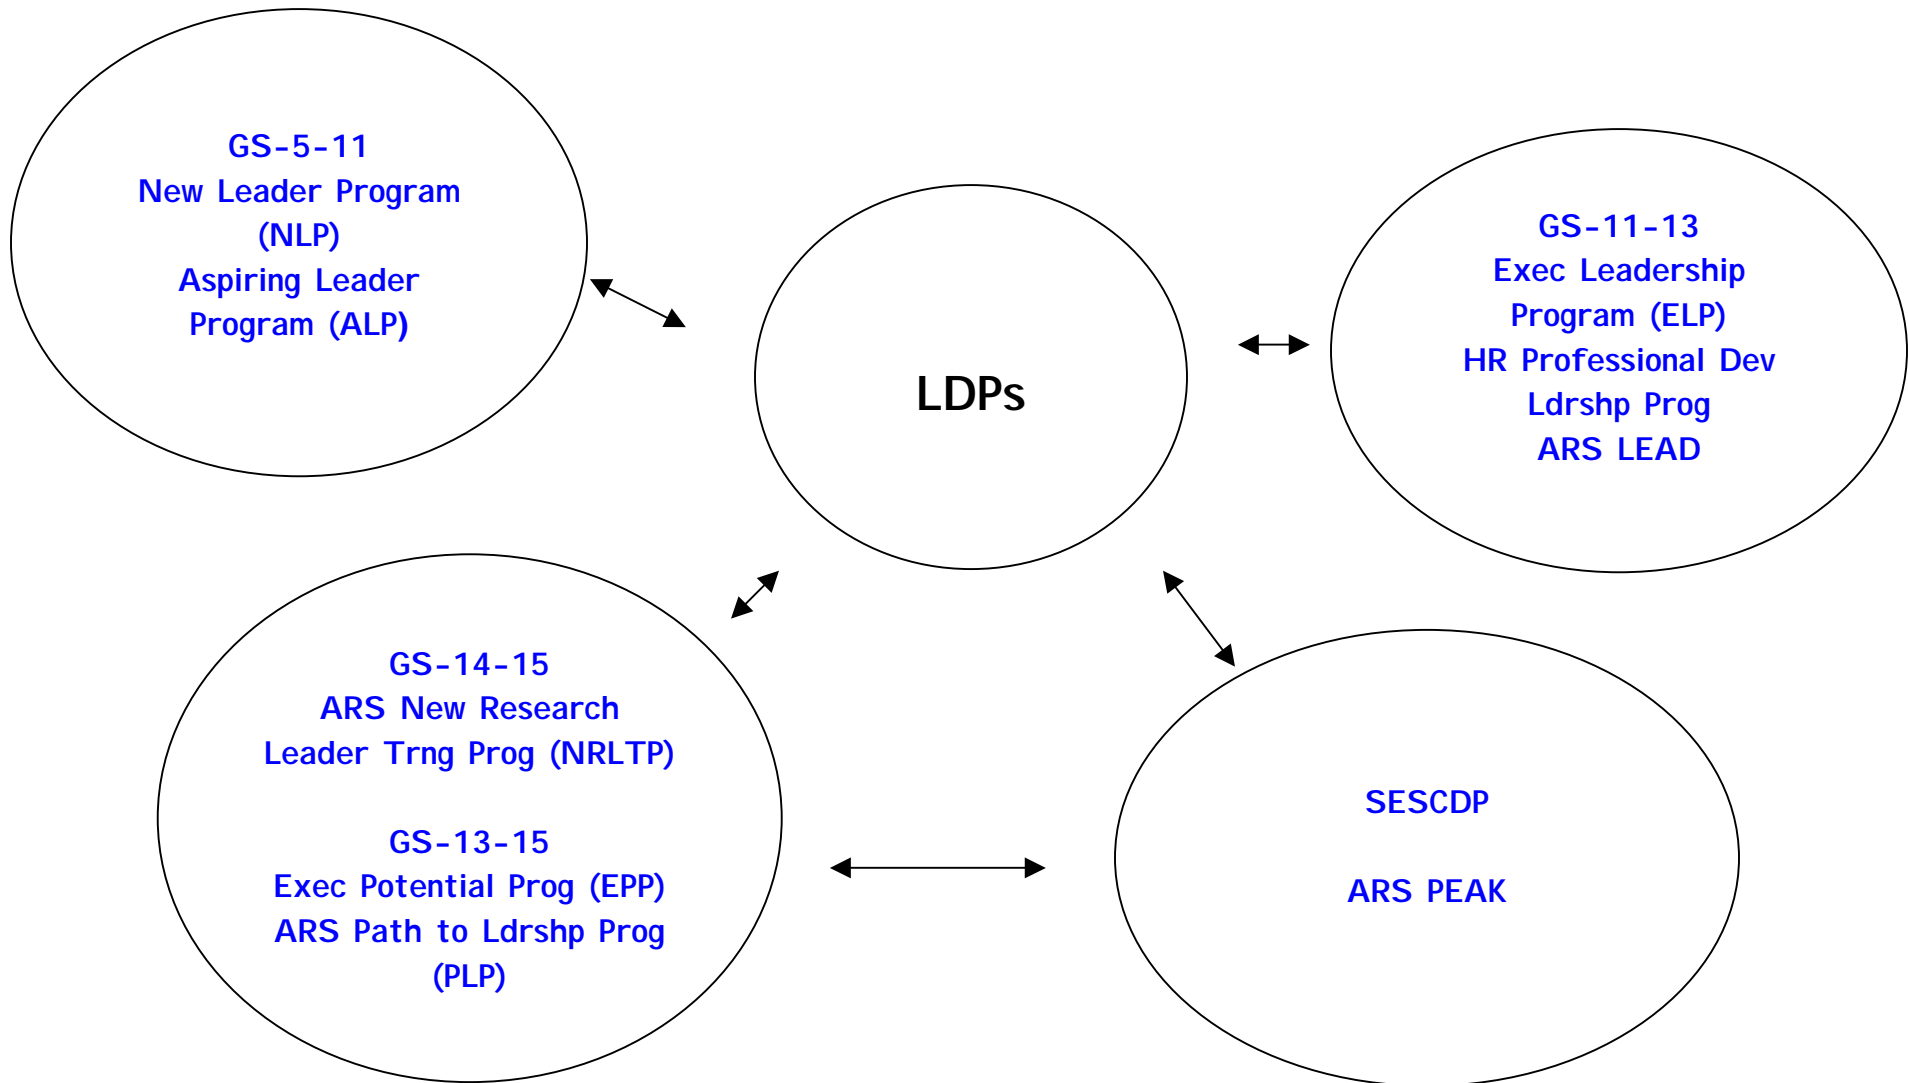 GS-5-11
New Leader Program
(NLP)
Aspiring Leader
Program (ALP)
LDPs
GS-11-13
Exec Leadership
Program (ELP)
HR Professional Dev
Ldrshp Prog
ARS LEAD
GS-14-15
ARS New Research
Leader Trng Prog (NRLTP)
GS-13-15
Exec Potential Prog (EPP)
ARS Path to Ldrshp Prog
(PLP)
SESCDP
ARS PEAK